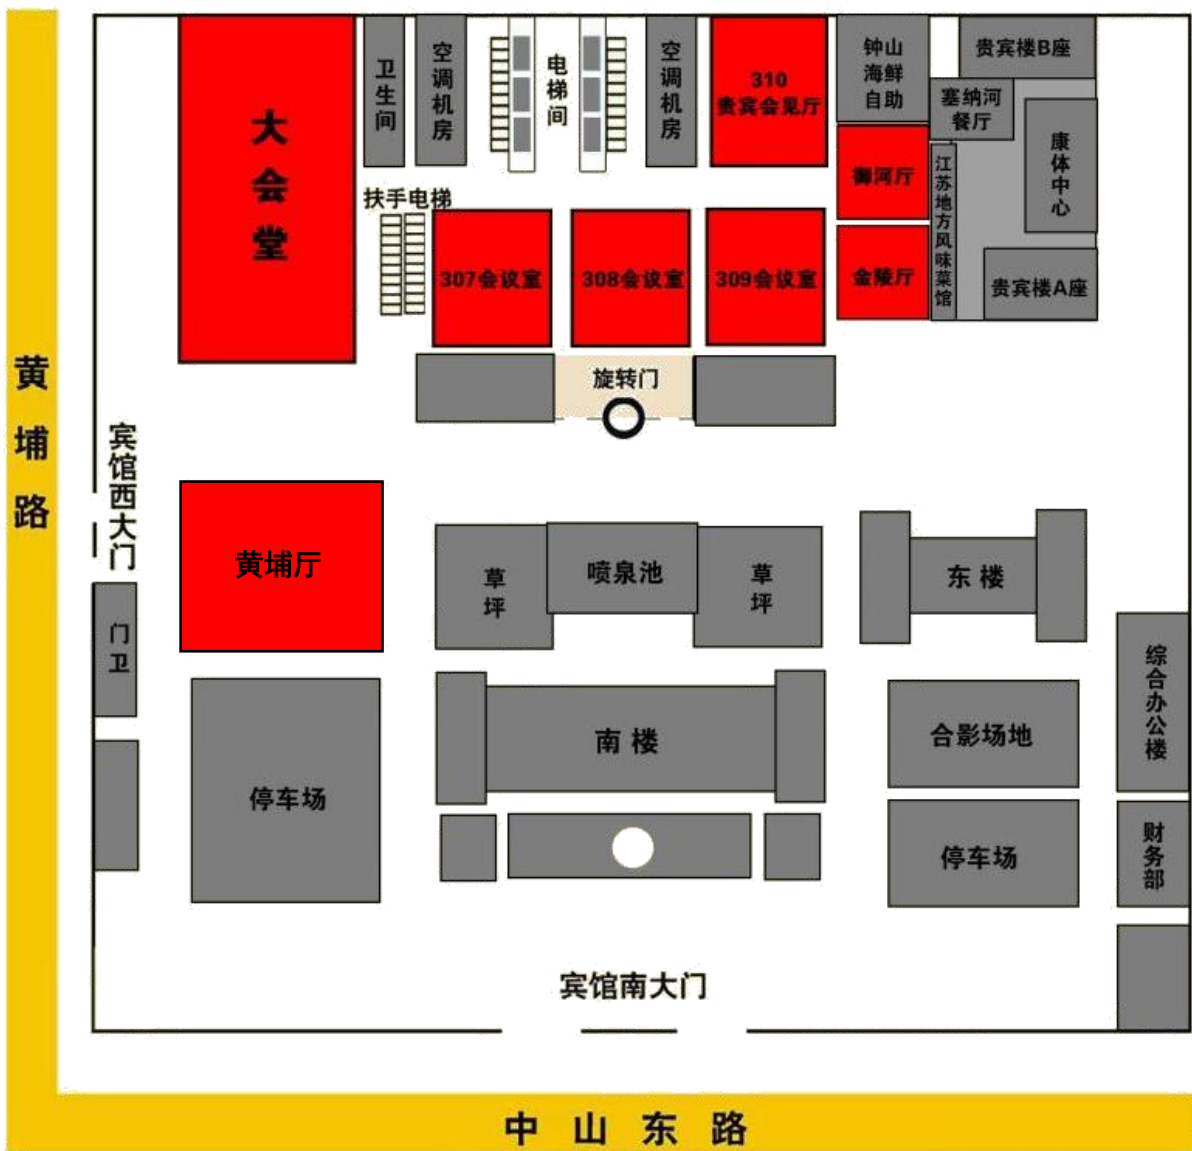 大会堂
卫生间
空调机房
电梯间
空调机房
310
贵宾会见厅
钟山
海鲜
自助
贵宾楼B座
塞纳河
餐厅
康体中心
御河厅
江苏地方风味菜馆
扶手电梯
307会议室
308会议室
309会议室
金陵厅
贵宾楼A座
旋转门
黄埔路
宾馆西大门
黄埔厅
草坪
喷泉池
草坪
东楼
门卫
综合办公楼
南楼
合影场地
停车场
停车场
财务部
宾馆南大门
中山东路